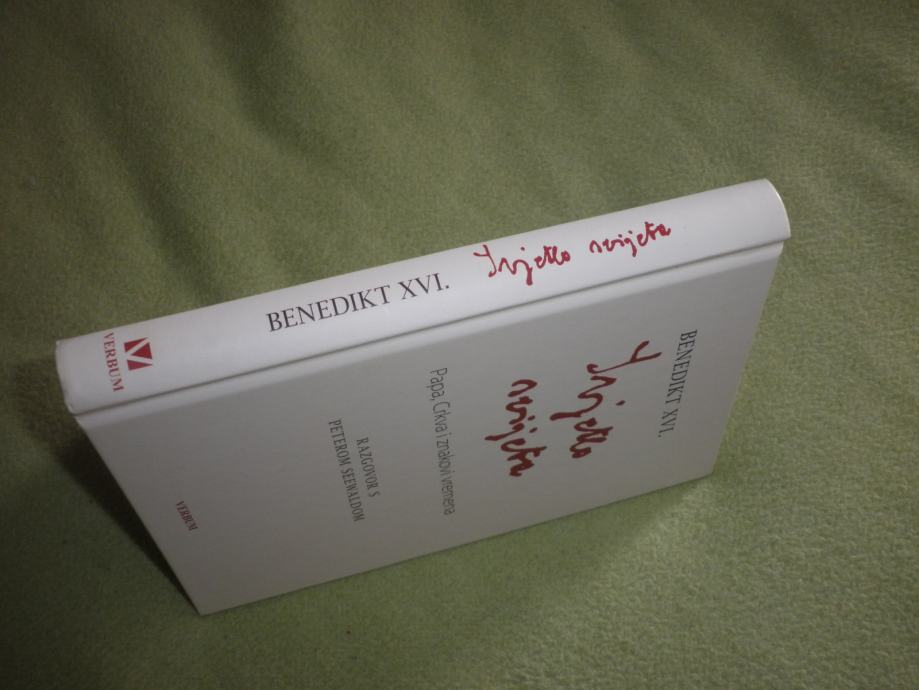 BENEDIKT XVI. Svjetlo svijeta
VERBUM
BENEDIKT XVI.
Svjetlo
svijeta
Papa, Crkva i znakovi vremena
RAZGOVOR S
PETEROM SEEWALDOM
VERBUM